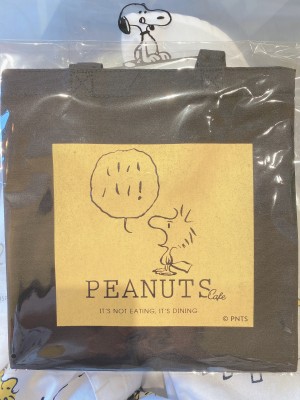 PEANUTS Cafe
IT'S NOT EATING, IT'S DINING.
© PNTS